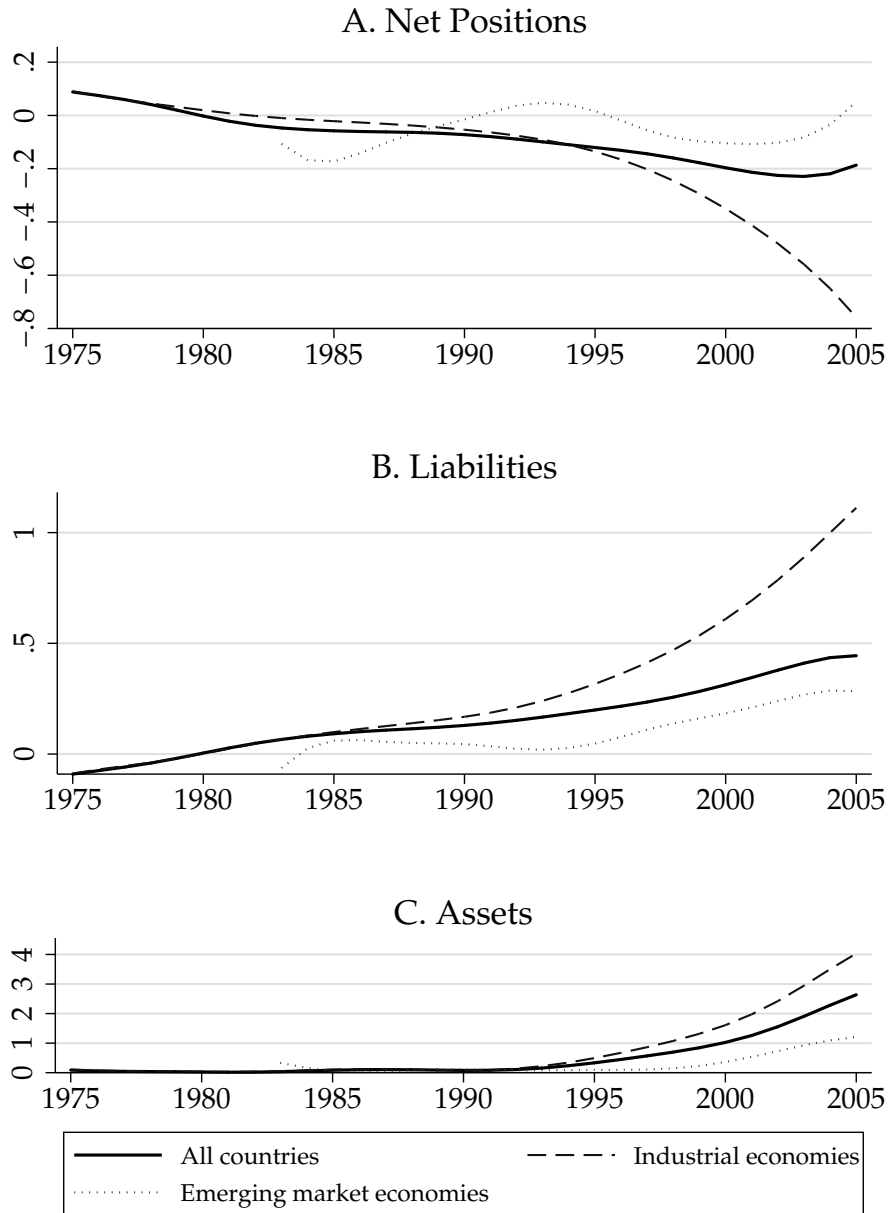 A. Net Positions
.2
0
-.2
-.4
-.6
-.8
1975 1980 1985 1990 1995 2000 2005
B. Liabilities
1
.5
0
1975 1980 1985 1990 1995 2000 2005
C. Assets
4
3
2
1
0
1975 1980 1985 1990 1995 2000 2005
All countries Industrial economies
Emerging market economies